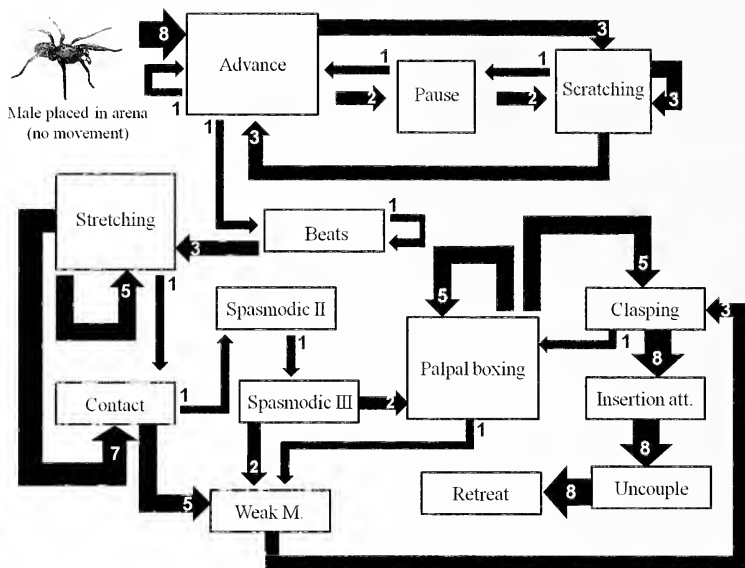 8
3
Advance
1
1
Pause
Scratching
2
2
3
1
Male placed in arena
(no movement)
1
3
Stretching
1
Beats
3
5
1
5
5
Spasmodic II
Clasping
3
1
1
8
Palpal boxing
Contact
1
Spasmodic III
2
Insertion att.
1
7
2
8
5
Weak M.
Retreat
8
Uncouple